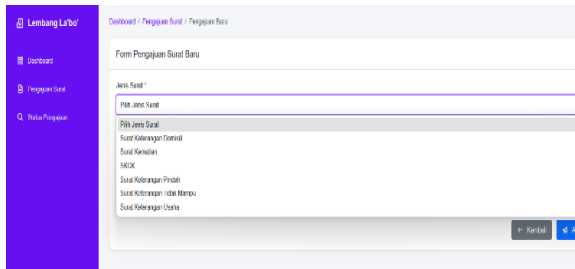 Lembang La'bo'
Dashboard / Pengajuan Surat / Pengajuan Baru
Dashboard
Pengajuan Surat
Status Pengajuan
Form Pengajuan Surat Baru
Jenis Surat *
Pilih Jenis Surat
Pilih Jenis Surat
Surat Keterangan Domisili
Surat Kematian
SKCK
Surat Keterangan Pindah
Surat Keterangan Tidak Mampu
Surat Keterangan Usaha
← Kembali